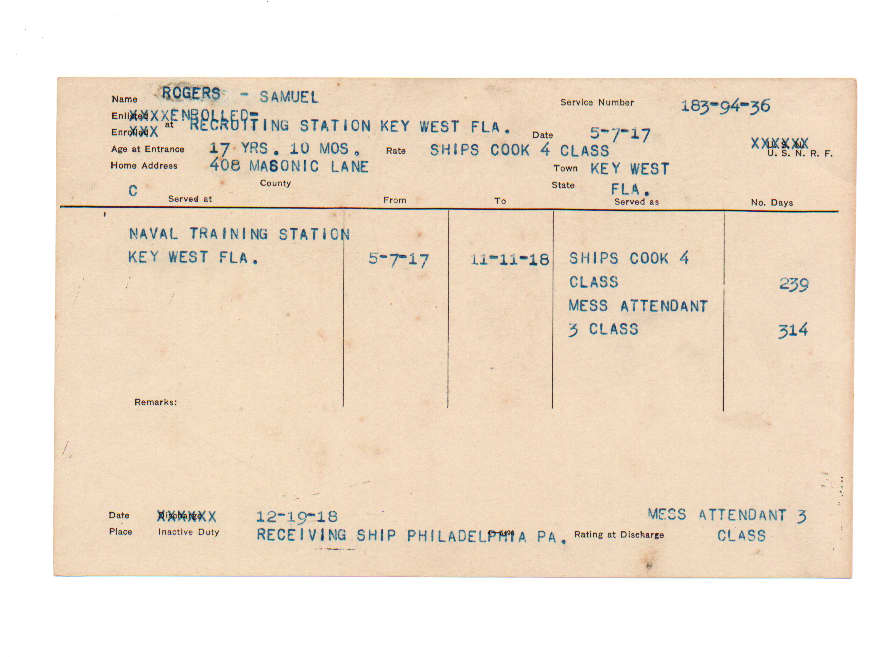 Name ROGERS - SAMUEL Service Number 183-94-36
Enlisted XXXXENROLLED-
Enrolled XXX at RECRUTTING STATION KEY WEST FLA. Date 5-7-17 XXXXXX
Age at Entrance 17 YRS. 10 MOS. Rate SHIPS COOK 4 CLASS U. S. N. R. F.
Home Address 408 MASONIC LANE Town KEY WEST
C County State FLA.
Served at From To Served as No. Days
NAVAL TRAINING STATION
KEY WEST FLA. 5-7-17 11-11-18 SHIPS COOK 4
CLASS 239
MESS ATTENDANT
3 CLASS 314
Remarks:
Date XXXXXX 12-19-18 MESS ATTENDANT 3
Place Inactive Duty RECEIVING SHIP PHILADELPHIA PA. Rating at Discharge CLASS